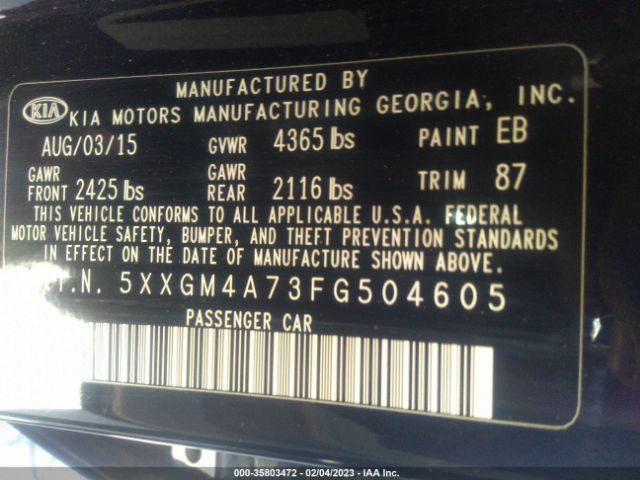 MANUFACTURED BY
KIA KIA MOTORS MANUFACTURING GEORGIA, INC.
AUG/03/15 GVWR 4365 lbs PAINT EB
GAWR FRONT 2425 lbs GAWR REAR 2116 lbs TRIM 87
THIS VEHICLE CONFORMS TO ALL APPLICABLE U.S.A. FEDERAL
MOTOR VEHICLE SAFETY, BUMPER, AND THEFT PREVENTION STANDARDS
IN EFFECT ON THE DATE OF MANUFACTURE SHOWN ABOVE.
.I.N. 5XXGM4A73FG504605
PASSENGER CAR
000-35803472 - 02/04/2023 - IAA Inc.